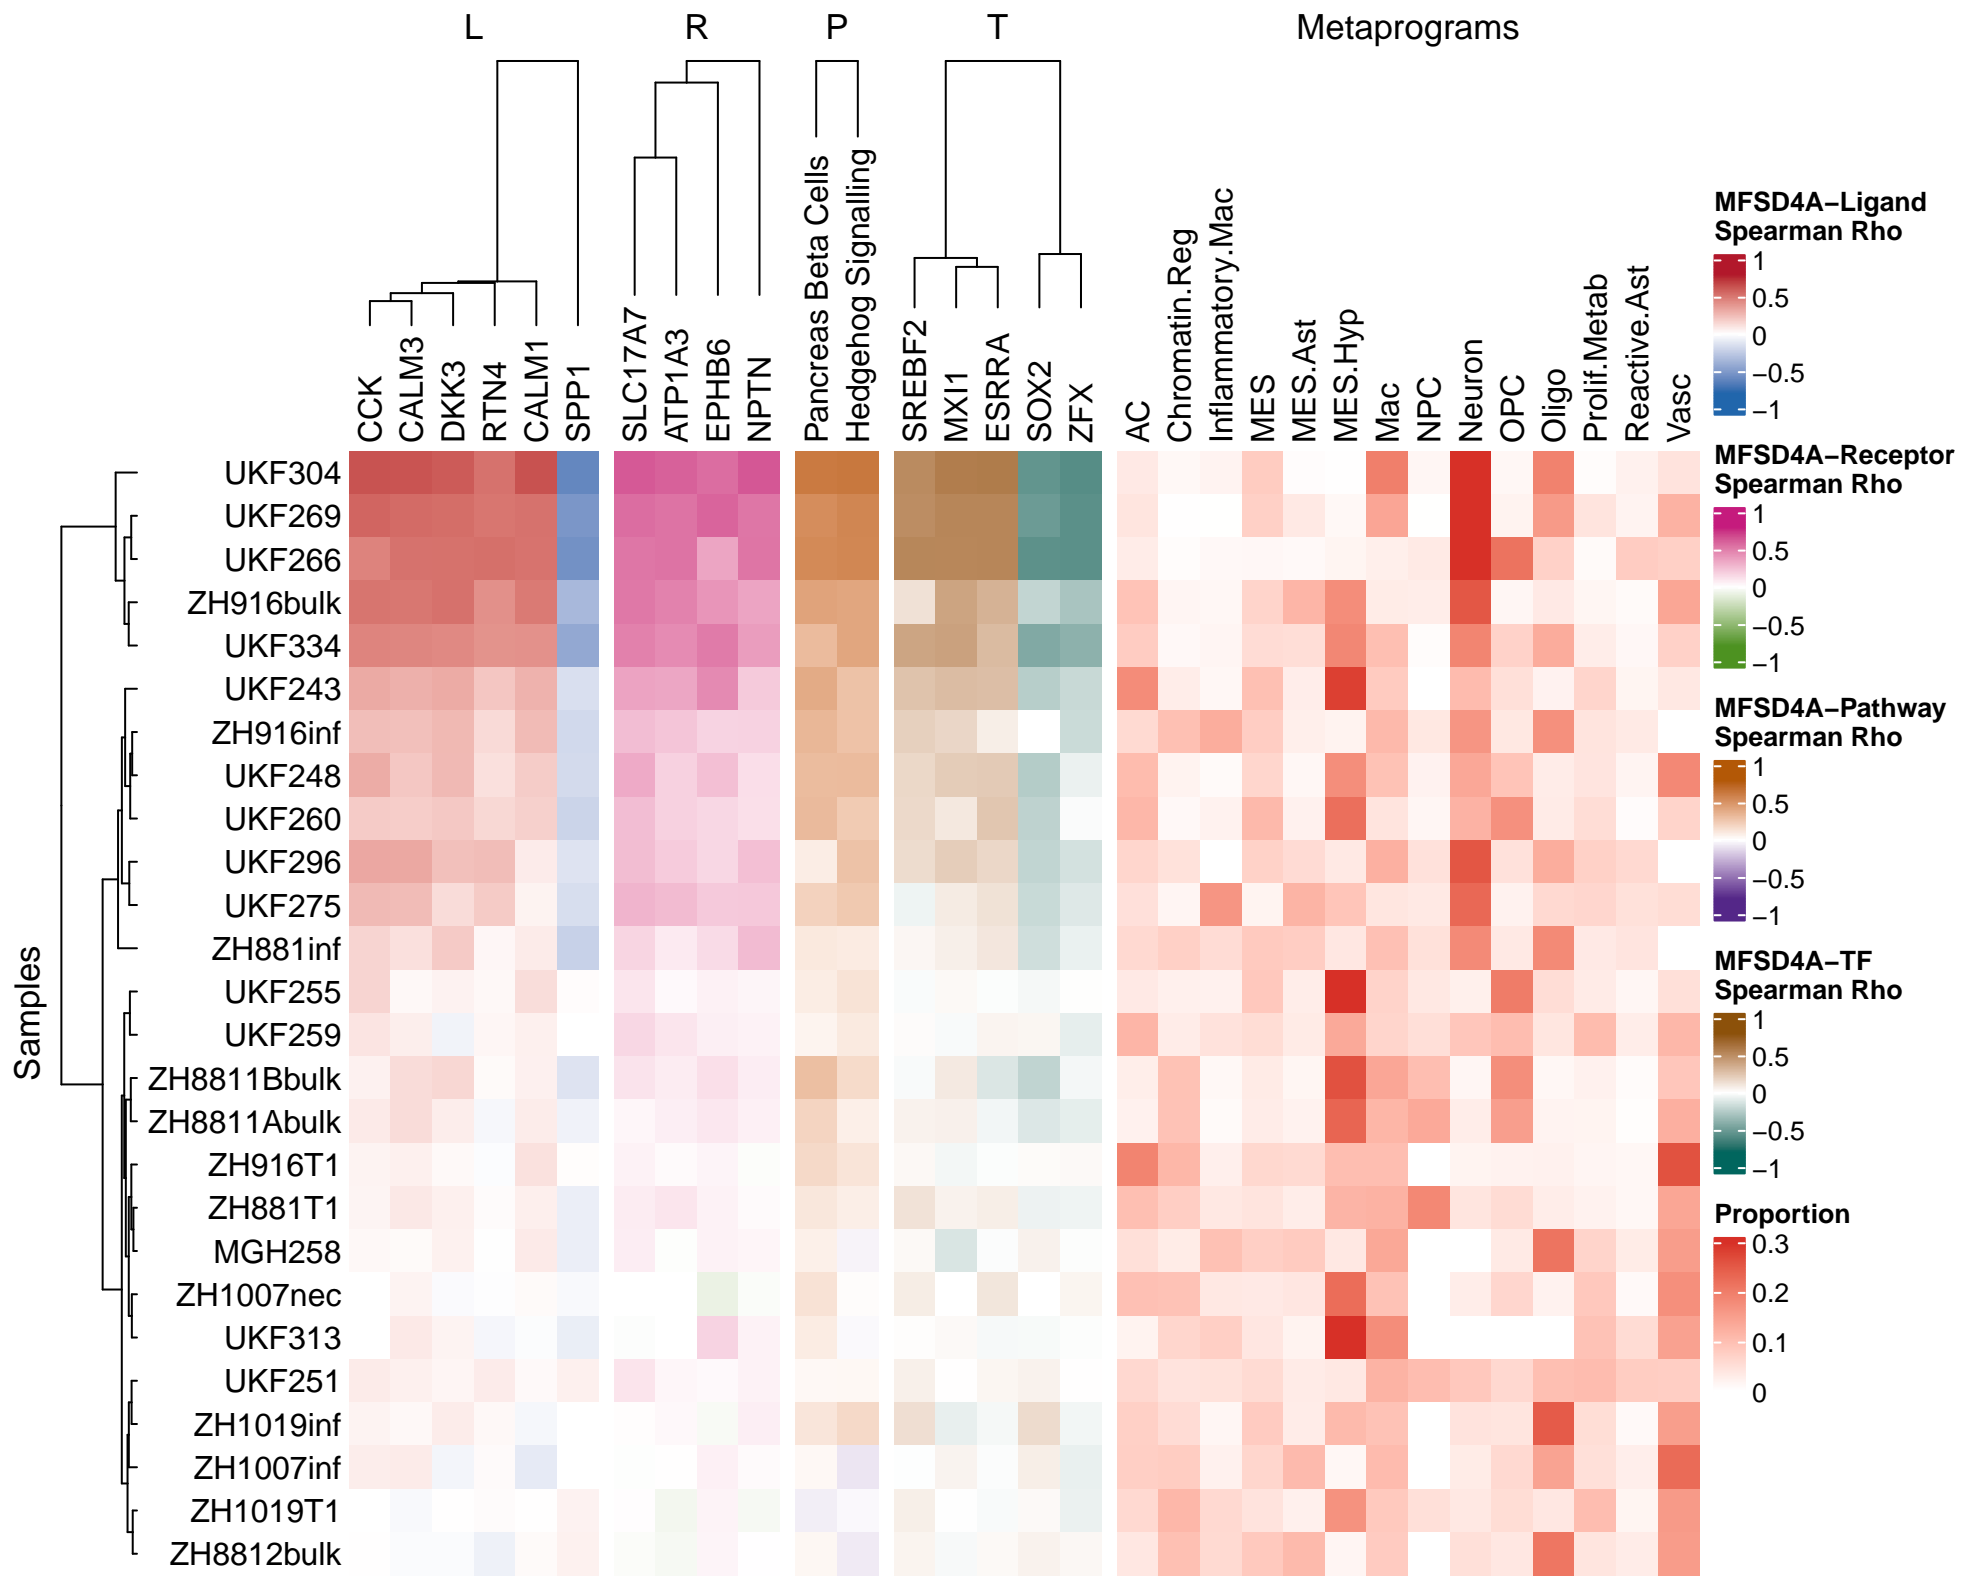 L R P T Metaprograms
CCK
CALM3
DKK3
RTN4
CALM1
SPP1
SLC17A7
ATP1A3
EPHB6
NPTN
Pancreas Beta Cells
Hedgehog Signalling
SREBF2
MXI1
ESRRA
SOX2
ZFX
AC
Chromatin.Reg
Inflammatory.Mac
MES
MES.Ast
MES.Hyp
Mac
NPC
Neuron
OPC
Oligo
Prolif.Metab
Reactive.Ast
Vasc
Samples
UKF304
UKF269
UKF266
ZH916bulk
UKF334
UKF243
ZH916inf
UKF248
UKF260
UKF296
UKF275
ZH881inf
UKF255
UKF259
ZH8811Bbulk
ZH8811Abulk
ZH916T1
ZH881T1
MGH258
ZH1007nec
UKF313
UKF251
ZH1019inf
ZH1007inf
ZH1019T1
ZH8812bulk
MFSD4A−Ligand
Spearman Rho
1
0.5
0
−0.5
−1
MFSD4A−Receptor
Spearman Rho
1
0.5
0
−0.5
−1
MFSD4A−Pathway
Spearman Rho
1
0.5
0
−0.5
−1
MFSD4A−TF
Spearman Rho
1
0.5
0
−0.5
−1
Proportion
0.3
0.2
0.1
0